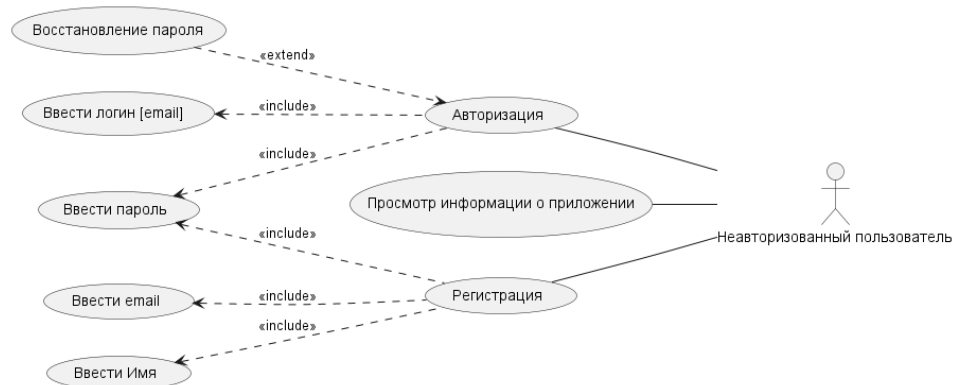 Восстановление пароля
«extend»
Ввести логин [email]
«include»
Авторизация
«include»
Ввести пароль
Просмотр информации о приложении
Неавторизованный пользователь
«include»
Ввести email
«include»
Регистрация
«include»
Ввести Имя